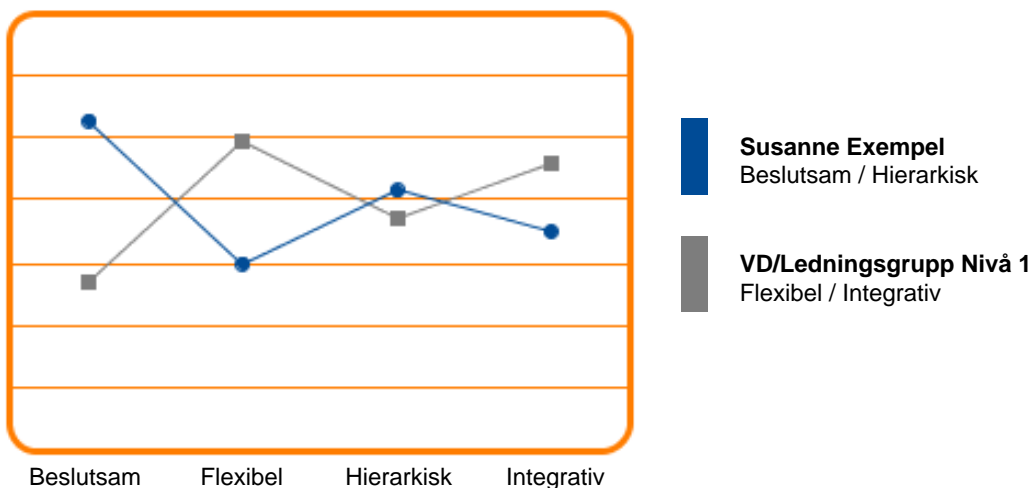 Susanne Exempel
Beslutsam / Hierarkisk
VD/Ledningsgrupp Nivå 1
Flexibel / Integrativ
Beslutsam
Flexibel
Hierarkisk
Integrativ